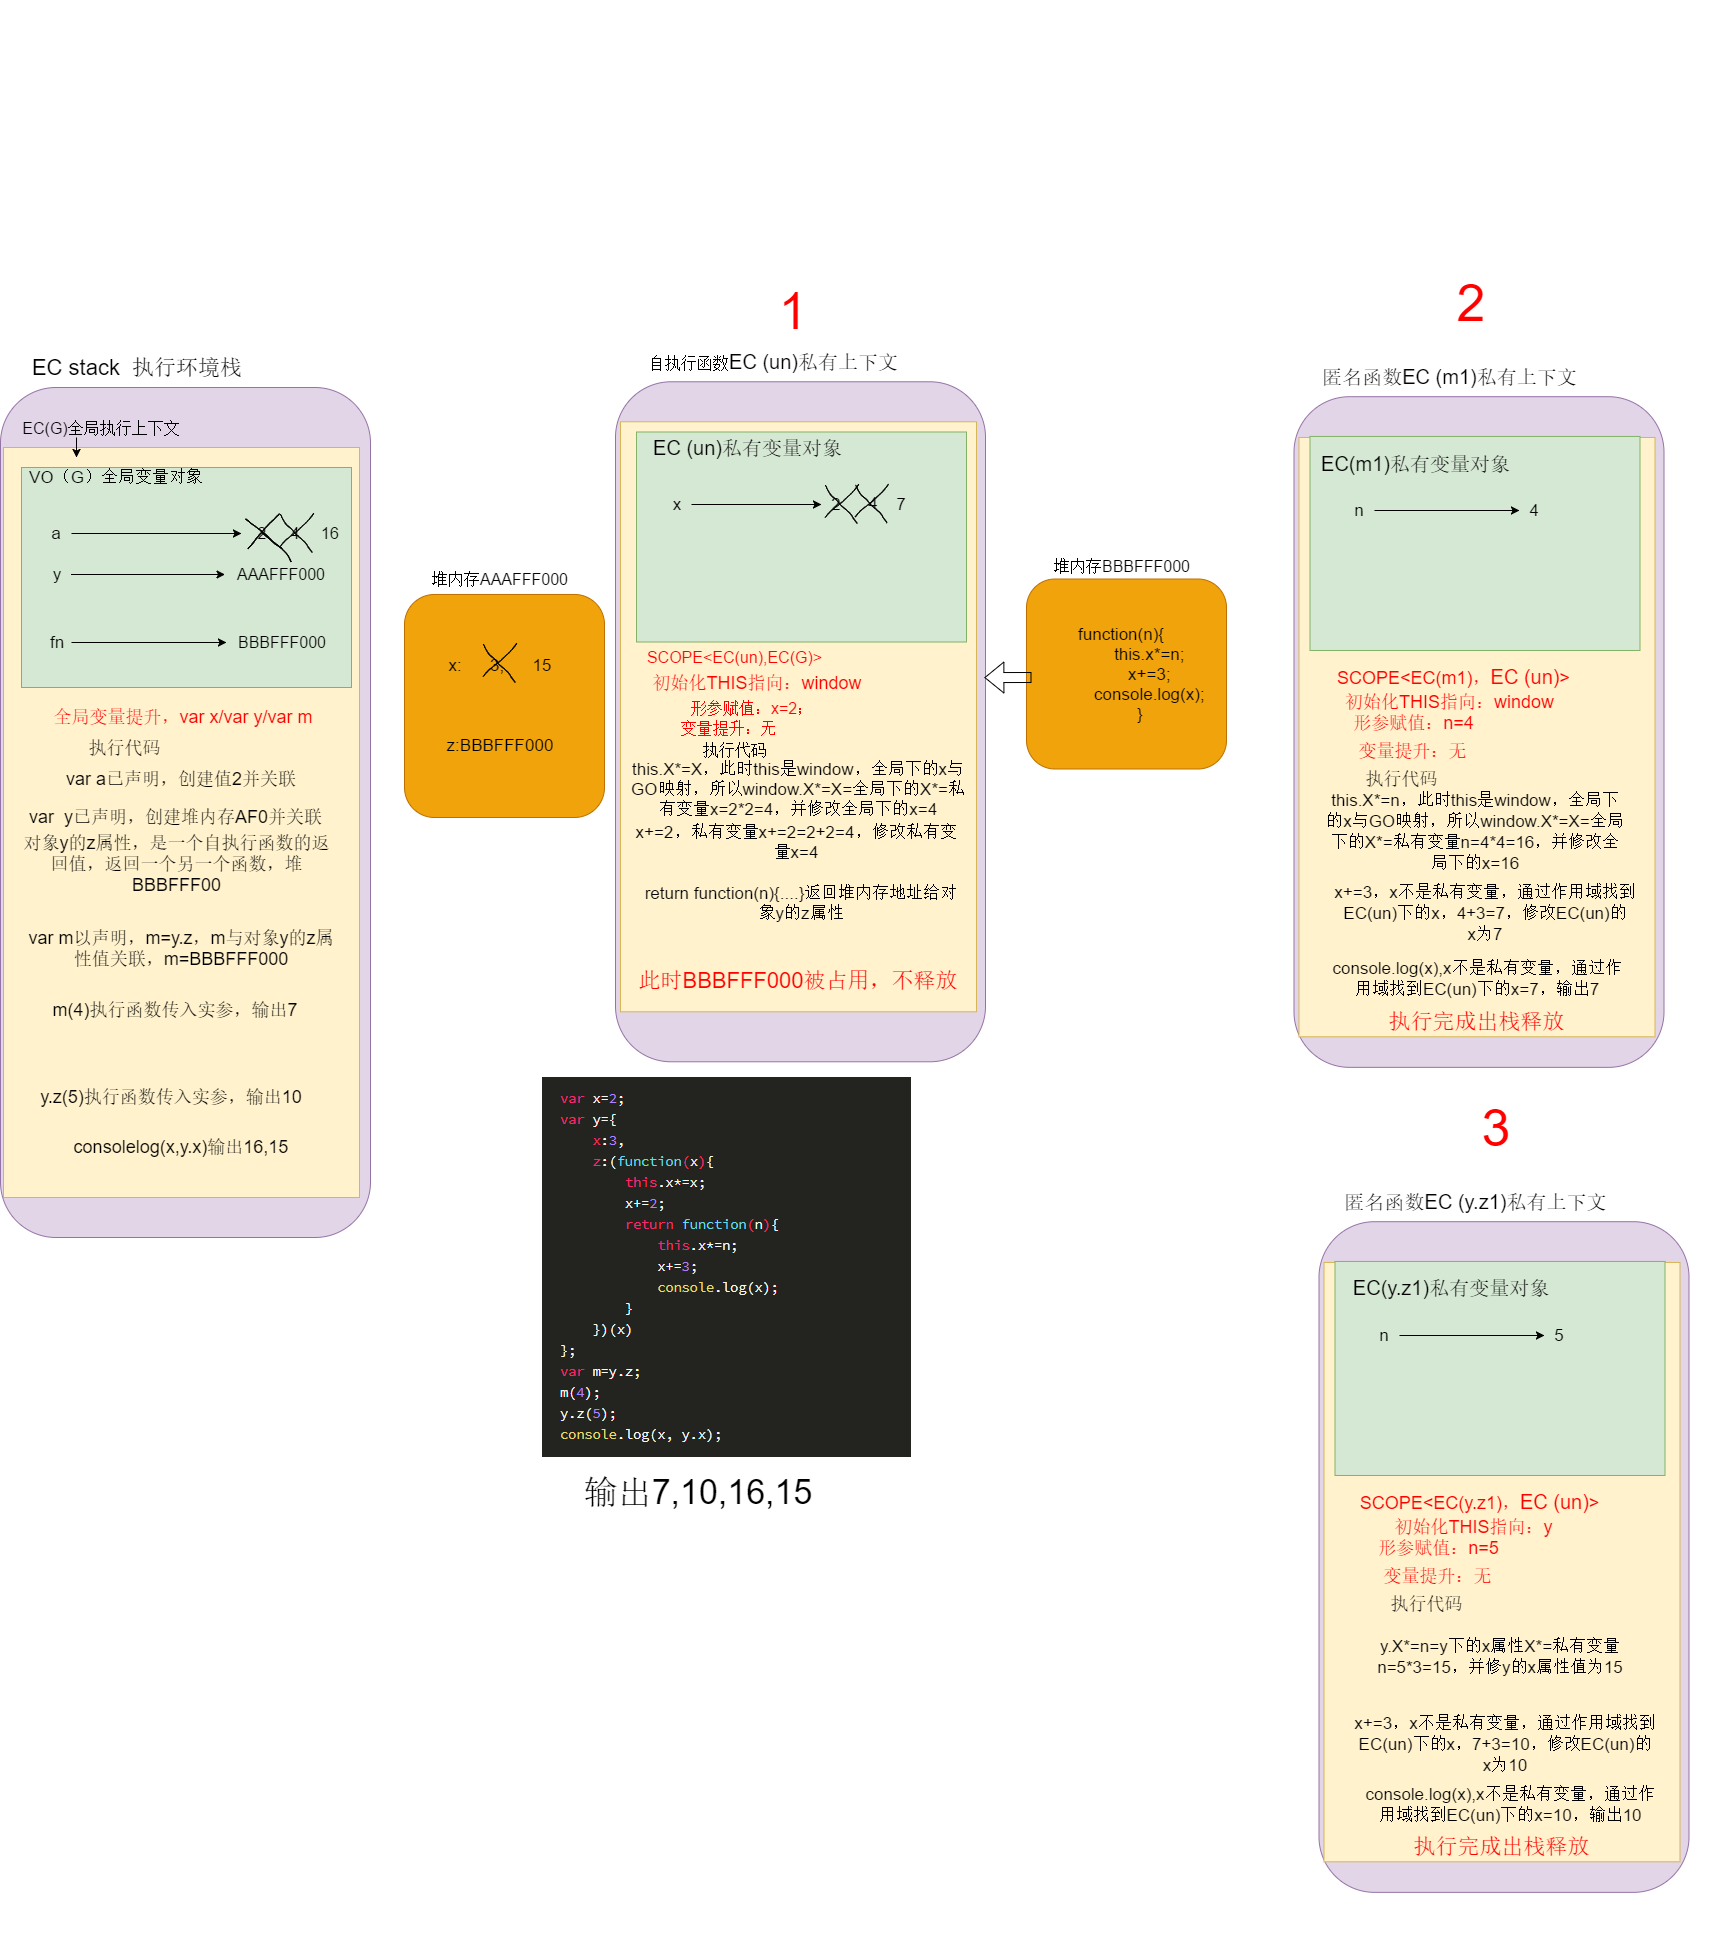 EC stack 执行环境栈
EC(G)全局执行上下文
VO（G）全局变量对象
a
2
4
16
y
AAAFFF000
fn
BBBFFF000
全局变量提升，var x/var y/var m
执行代码
var a已声明，创建值2并关联
var y已声明，创建堆内存AF0并关联
对象y的z属性，是一个自执行函数的返
回值，返回一个另一个函数，堆
BBBFFF00
var m以声明，m=y.z，m与对象y的z属
性值关联，m=BBBFFF000
m(4)执行函数传入实参，输出7
y.z(5)执行函数传入实参，输出10
consolelog(x,y.x)输出16,15
堆内存AAAFFF000
x:
3,
15
z:BBBFFF000
1
自执行函数EC (un)私有上下文
EC (un)私有变量对象
x
2
4
7
SCOPE<EC(un),EC(G)>
初始化THIS指向：window
形参赋值：x=2；
变量提升：无
执行代码
this.X*=X，此时this是window，全局下的x与
GO映射，所以window.X*=X=全局下的X*=私
有变量x=2*2=4，并修改全局下的x=4
x+=2，私有变量x+=2=2+2=4，修改私有变
量x=4
return function(n){....}返回堆内存地址给对
象y的z属性
此时BBBFFF000被占用，不释放
堆内存BBBFFF000
function(n){
this.x*=n;
x+=3;
console.log(x);
}
var x=2;
var y={
x:3,
z:(function(x){
this.x*=x;
x+=2;
return function(n){
this.x*=n;
x+=3;
console.log(x);
}
})(x)
};
var m=y.z;
m(4);
y.z(5);
console.log(x, y.x);
输出7,10,16,15
2
匿名函数EC (m1)私有上下文
EC(m1)私有变量对象
n
4
SCOPE<EC(m1)，EC (un)>
初始化THIS指向：window
形参赋值：n=4
变量提升：无
执行代码
this.X*=n，此时this是window，全局下
的x与GO映射，所以window.X*=X=全局
下的X*=私有变量n=4*4=16，并修改全
局下的x=16
x+=3，x不是私有变量，通过作用域找到
EC(un)下的x，4+3=7，修改EC(un)的
x为7
console.log(x),x不是私有变量，通过作
用域找到EC(un)下的x=7，输出7
执行完成出栈释放
3
匿名函数EC (y.z1)私有上下文
EC(y.z1)私有变量对象
n
5
SCOPE<EC(y.z1)，EC (un)>
初始化THIS指向：y
形参赋值：n=5
变量提升：无
执行代码
y.X*=n=y下的x属性X*=私有变量
n=5*3=15，并修y的x属性值为15
x+=3，x不是私有变量，通过作用域找到
EC(un)下的x，7+3=10，修改EC(un)的
x为10
console.log(x),x不是私有变量，通过作
用域找到EC(un)下的x=10，输出10
执行完成出栈释放